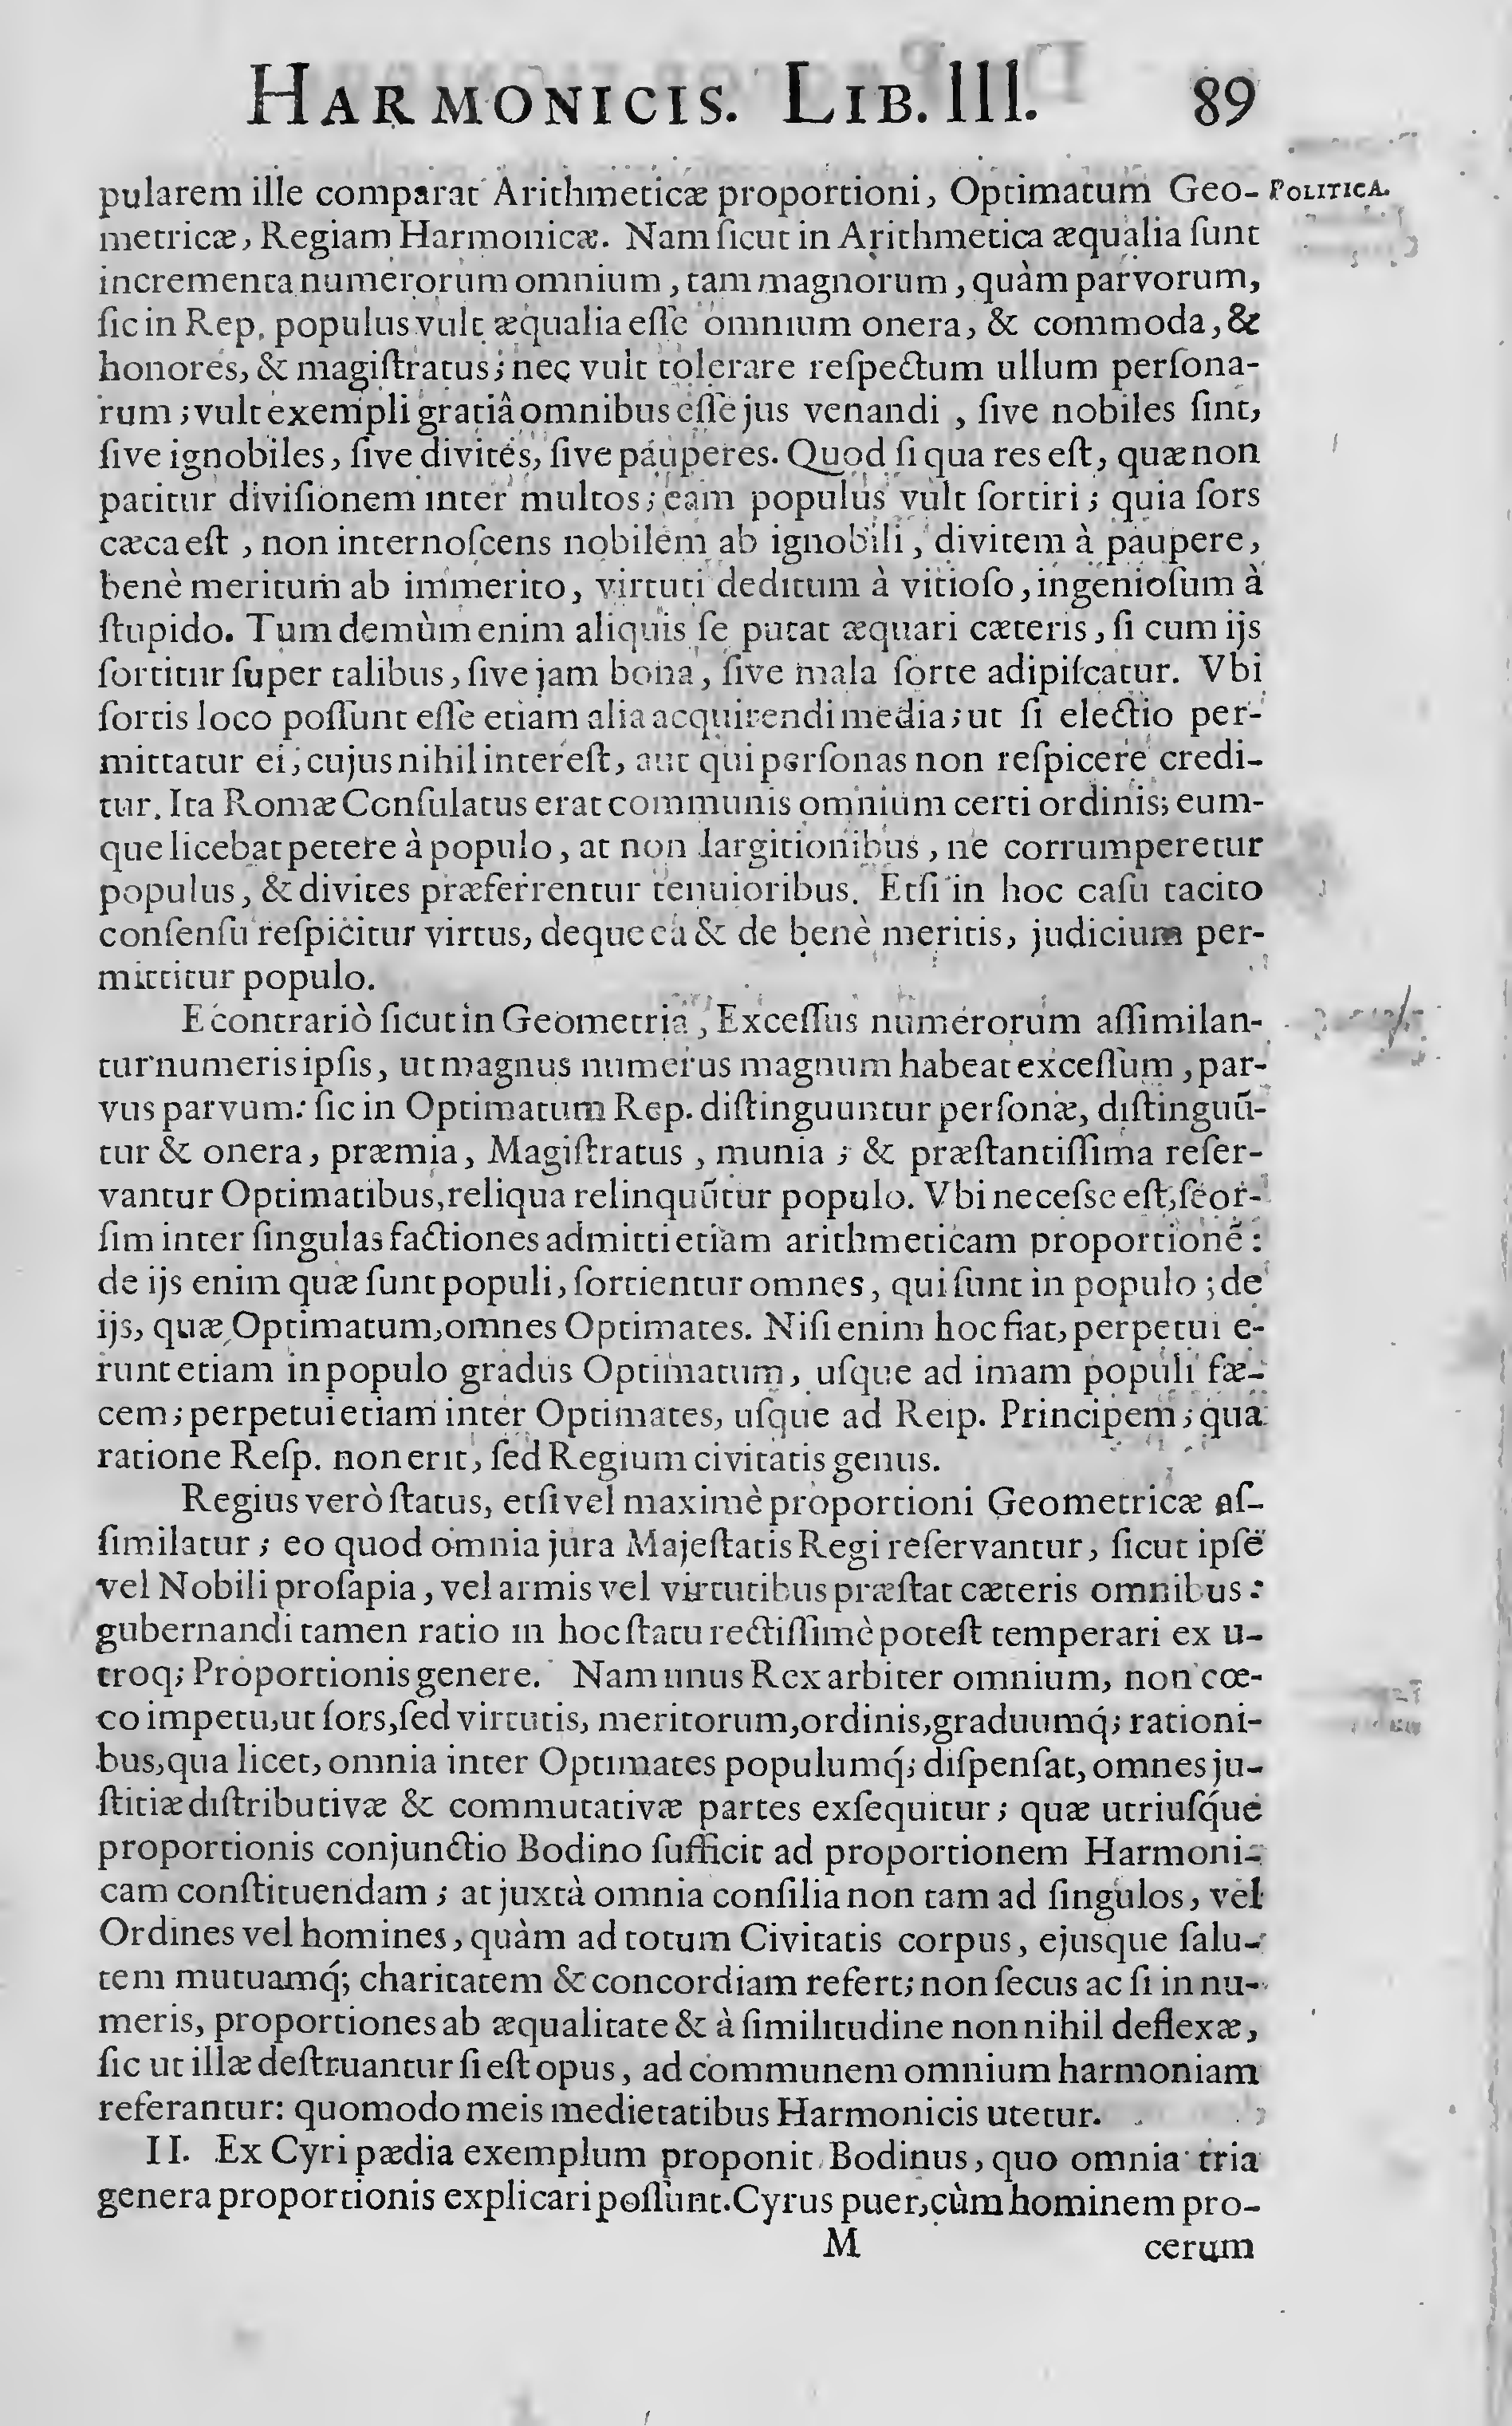 HARMONICIS. LIB. III. 89
pularem ille comparat Arithmeticæ proportioni, Optimatum Geo- POLITICA.
metricæ, Regiam Harmonicæ. Nam ſicut in Arithmetica æqualia ſunt
incrementa numerorum omnium, tam magnorum, quàm parvorum,
ſic in Rep. populus vult æqualia eſſe omnium onera, & commoda, &
honores, & magiſtratus; nec vult tolerare reſpectum ullum perſona-
rum; vult exempli gratiâ omnibus eſſe jus venandi, ſive nobiles ſint,
ſive ignobiles, ſive divites, ſive pauperes. Quod ſi qua res eſt, quæ non
patitur diviſionem inter multos; eam populus vult ſortiri; quia ſors
cæca eſt, non internoſcens nobilem ab ignobili, divitem à paupere,
benè meritum ab immerito, virtuti deditum à vitioſo, ingenioſum à
ſtupido. Tum demùm enim aliquis ſe putat æquari cæteris, ſi cum ijs
ſortitur ſuper talibus, ſive jam bona, ſive mala ſorte adipiſcatur. Vbi
ſortis loco poſſunt eſſe etiam alia acquirendi media; ut ſi electio per-
mittatur ei, cujus nihil intereſt, aut qui perſonas non reſpicere credi-
tur. Ita Romæ Conſulatus erat communis omnium certi ordinis; eum-
que licebat petere à populo, at non largitionibus, ne corrumperetur
populus, & divites præferrentur tenuioribus. Etſi in hoc caſu tacito
conſenſu reſpicitur virtus, deque eâ & de benè meritis, judicium per-
mittitur populo.
E contrariò ſicut in Geometria, Exceſſus numerorum aſſimilan-
tur numeris ipſis, ut magnus numerus magnum habeat exceſſum, par-
vus parvum: ſic in Optimatum Rep. diſtinguuntur perſonæ, diſtinguũ-
tur & onera, præmia, Magiſtratus, munia; & præſtantiſſima reſer-
vantur Optimatibus, reliqua relinquũtur populo. Vbi neceſse eſt, ſeor-
ſim inter ſingulas factiones admitti etiam arithmeticam proportionẽ:
de ijs enim quæ ſunt populi, ſortientur omnes, qui ſunt in populo; de
ijs, quæ Optimatum, omnes Optimates. Niſi enim hoc fiat, perpetui e-
runt etiam in populo gradus Optimatum, uſque ad imam populi fæ-
cem; perpetui etiam inter Optimates, uſque ad Reip. Principem; qua
ratione Reſp. non erit, ſed Regium civitatis genus.
Regius verò ſtatus, etſi vel maximè proportioni Geometricæ aſ-
ſimilatur; eo quod omnia jura Majeſtatis Regi reſervantur, ſicut ipſe
vel Nobili proſapia, vel armis vel virtutibus præſtat cæteris omnibus:
gubernandi tamen ratio in hoc ſtatu rectiſſimè poteſt temperari ex u-
troq; Proportionis genere. Nam unus Rex arbiter omnium, non cœ-
co impetu, ut ſors, ſed virtutis, meritorum, ordinis, graduumq́; rationi-
bus, qua licet, omnia inter Optimates populumq́; diſpenſat, omnes ju-
ſtitiæ diſtributivæ & commutativæ partes exſequitur; quæ utriuſq́ue
proportionis conjunctio Bodino ſufficit ad proportionem Harmoni-
cam conſtituendam; at juxtà omnia conſilia non tam ad ſingulos, vel
Ordines vel homines, quàm ad totum Civitatis corpus, ejusque ſalu-
tem mutuamq́; charitatem & concordiam refert; non ſecus ac ſi in nu-
meris, proportiones ab æqualitate & à ſimilitudine nonnihil deflexæ,
ſic ut illæ deſtruantur ſi eſt opus, ad communem omnium harmoniam
referantur: quomodo meis medietatibus Harmonicis utetur.
II. Ex Cyri pædia exemplum proponit Bodinus, quo omnia tria
genera proportionis explicari poſſunt. Cyrus puer, cùm hominem pro-
M cerum